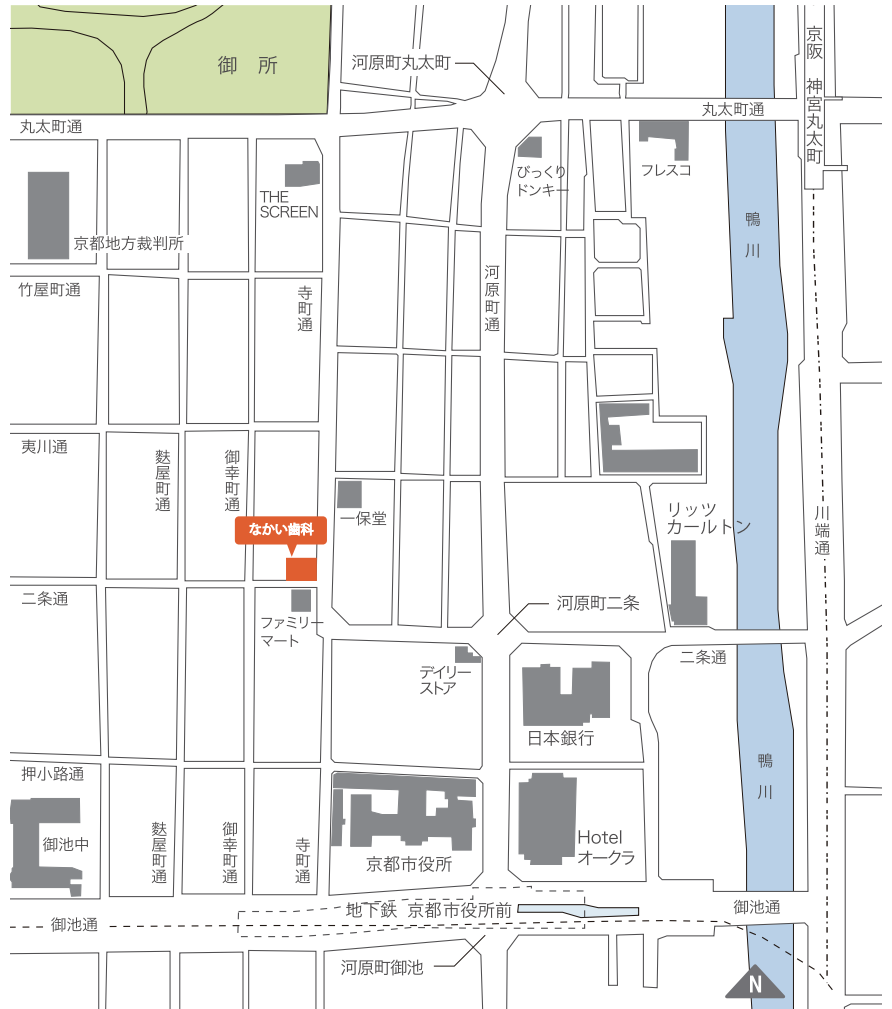 御 所
河原町丸太町
京阪 神宮丸太町
丸太町通
丸太町通
THE
SCREEN
びっくり
ドンキー
フレスコ
京都地方裁判所
鴨川
竹屋町通
寺町通
河原町通
夷川通
麩屋町通
御幸町通
なかい歯科
一保堂
リッツ
カールトン
川端通
二条通
ファミリー
マート
河原町二条
二条通
デイリー
ストア
日本銀行
鴨川
押小路通
御池中
麩屋町通
御幸町通
寺町通
京都市役所
Hotel
オークラ
地下鉄 京都市役所前
御池通
御池通
河原町御池
N